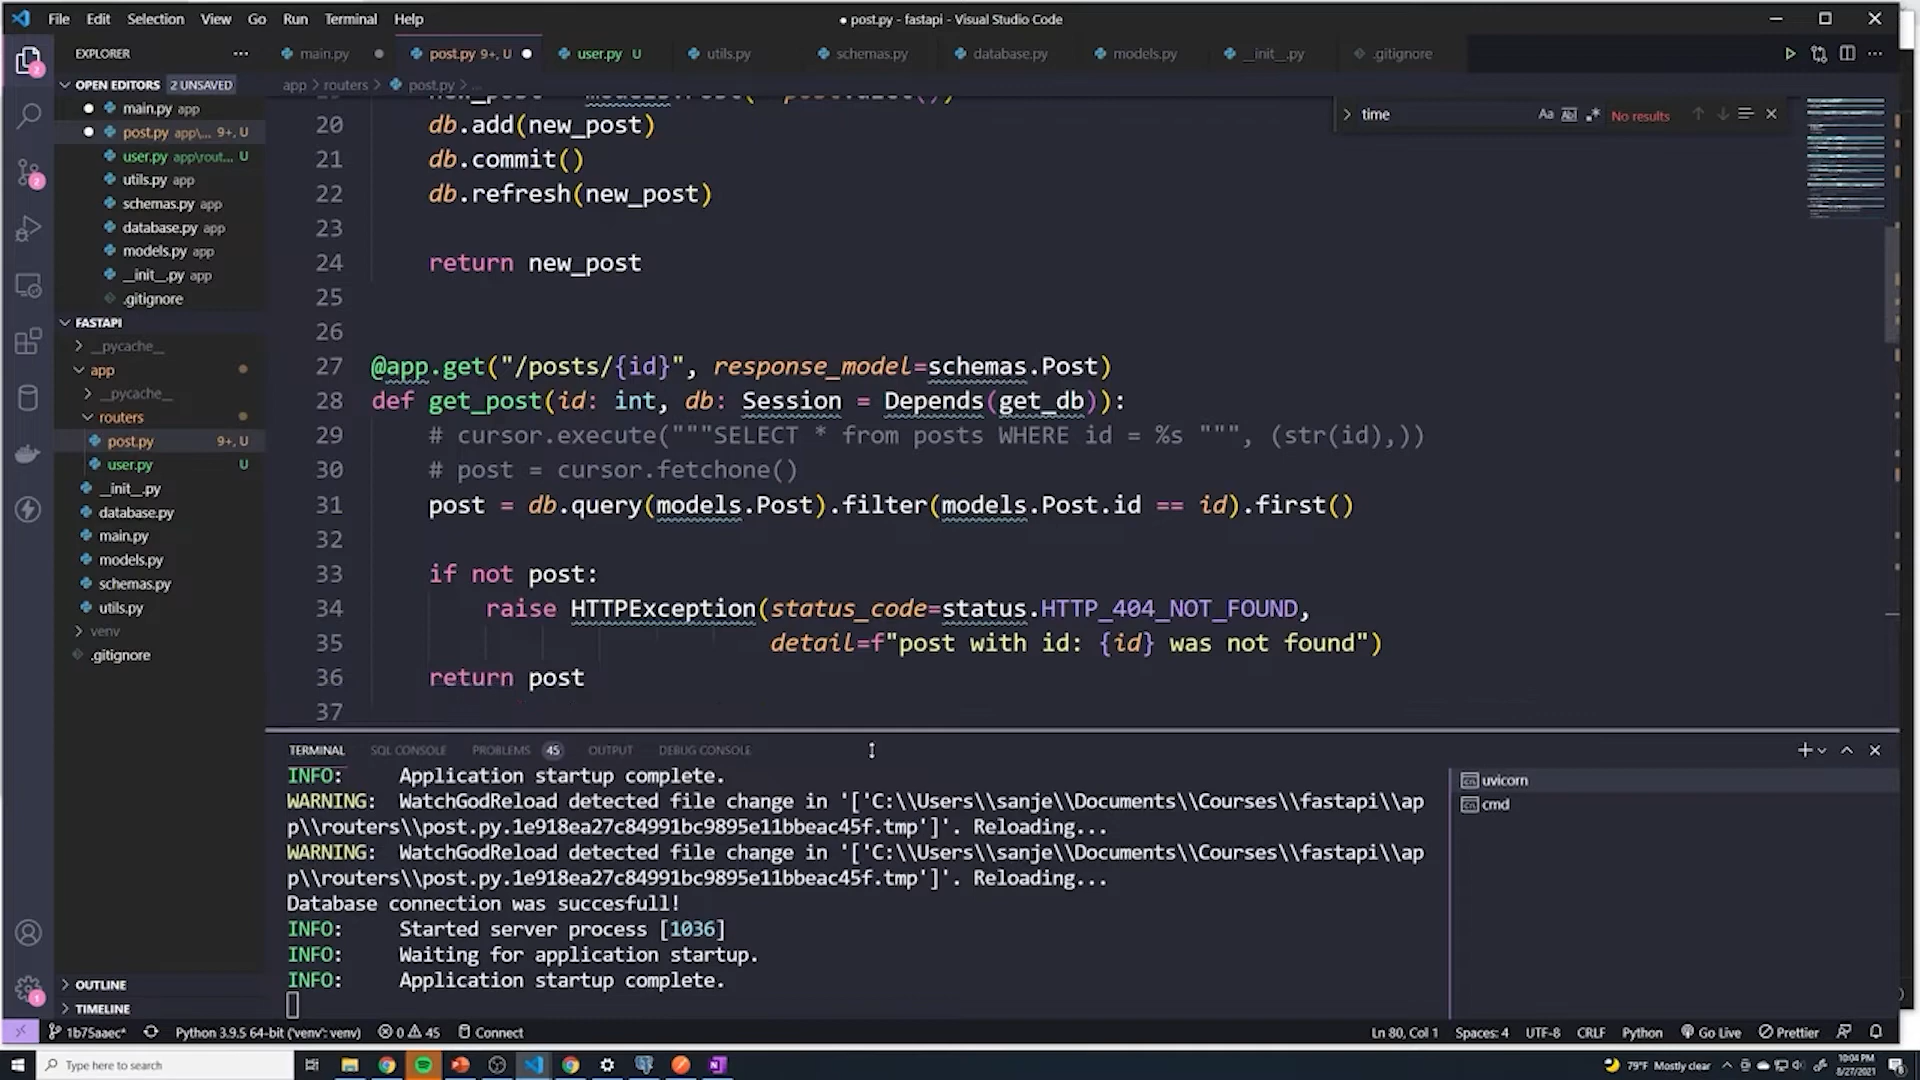 File Edit Selection View Go Run Terminal Help
● post.py - fastapi - Visual Studio Code
EXPLORER
main.py
post.py 9+, U
user.py U
utils.py
schemas.py
database.py
models.py
__init__.py
.gitignore
OPEN EDITORS 2 UNSAVED
main.py app
post.py app\... 9+, U
user.py app\rout... U
utils.py app
schemas.py app
database.py app
models.py app
__init__.py app
.gitignore
FASTAPI
__pycache__
app
__pycache__
routers
post.py 9+, U
user.py U
__init__.py
database.py
main.py
models.py
schemas.py
utils.py
venv
.gitignore
OUTLINE
TIMELINE
app > routers > post.py > ...
time Aa Abl .* No results
20 db.add(new_post)
21 db.commit()
22 db.refresh(new_post)
23
24 return new_post
25
26
27 @app.get("/posts/{id}", response_model=schemas.Post)
28 def get_post(id: int, db: Session = Depends(get_db)):
29 # cursor.execute("""SELECT * from posts WHERE id = %s """, (str(id),))
30 # post = cursor.fetchone()
31 post = db.query(models.Post).filter(models.Post.id == id).first()
32
33 if not post:
34 raise HTTPException(status_code=status.HTTP_404_NOT_FOUND,
35 detail=f"post with id: {id} was not found")
36 return post
37
TERMINAL SQL CONSOLE PROBLEMS 45 OUTPUT DEBUG CONSOLE
INFO: Application startup complete.
WARNING: WatchGodReload detected file change in '['C:\\Users\\sanje\\Documents\\Courses\\fastapi\\ap
p\\routers\\post.py.1e918ea27c84991bc9895e11bbeac45f.tmp']'. Reloading...
WARNING: WatchGodReload detected file change in '['C:\\Users\\sanje\\Documents\\Courses\\fastapi\\ap
p\\routers\\post.py.1e918ea27c84991bc9895e11bbeac45f.tmp']'. Reloading...
Database connection was succesfull!
INFO: Started server process [1036]
INFO: Waiting for application startup.
INFO: Application startup complete.
uvicorn
cmd
1b75aaec* Python 3.9.5 64-bit ('venv': venv) 0 45 Connect
Ln 80, Col 1 Spaces: 4 UTF-8 CRLF Python Go Live Prettier
Type here to search
79°F Mostly clear
10:04 PM
8/27/2021